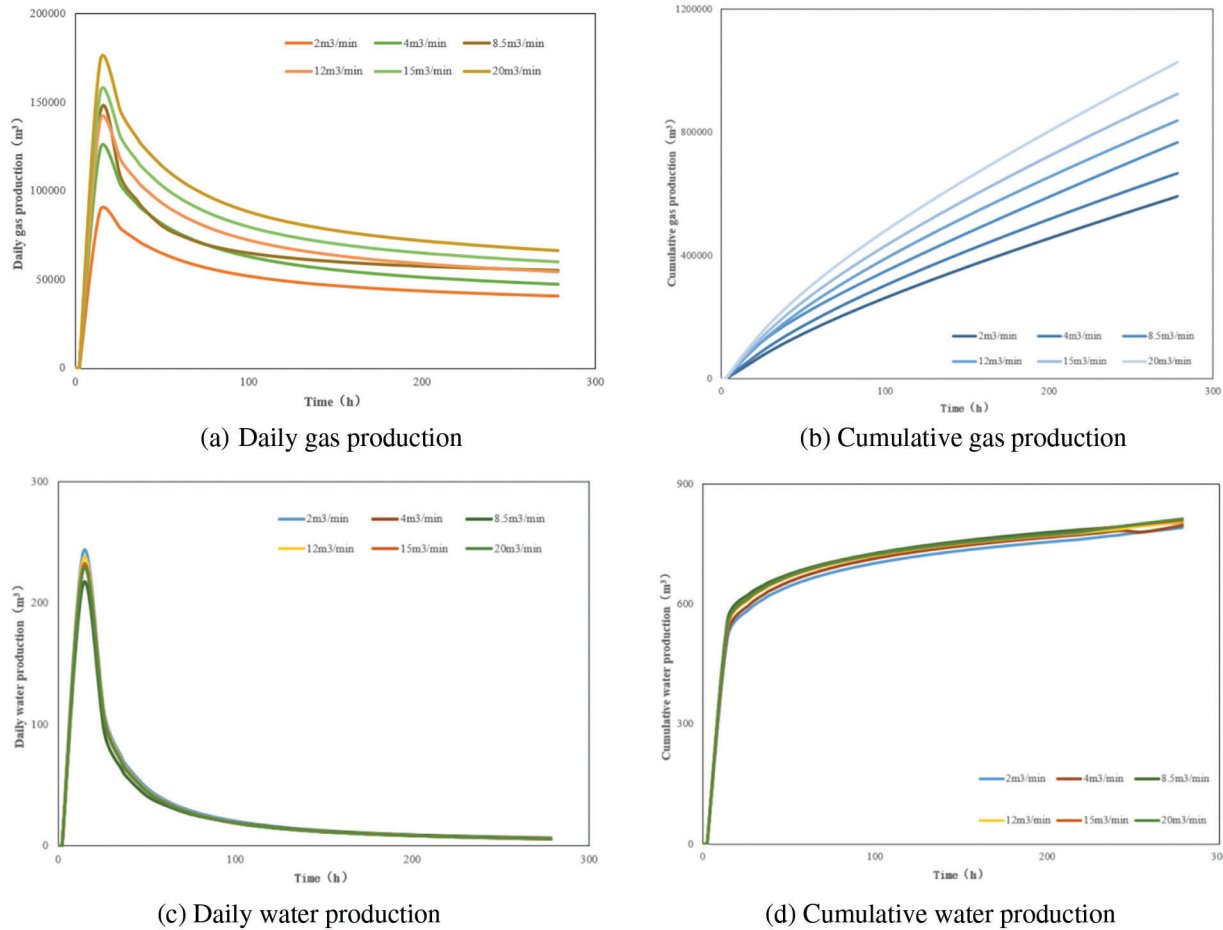 200000
150000
100000
50000
0
0
100
200
300
Daily gas production (m³)
Time (h)
2m3/min 4m3/min 8.5m3/min
12m3/min 15m3/min 20m3/min
(a) Daily gas production
1200000
800000
400000
0
0
100
200
300
Cumulative gas production (m³)
Time (h)
2m3/min 4m3/min 8.5m3/min
12m3/min 15m3/min 20m3/min
(b) Cumulative gas production
300
200
100
0
0
100
200
300
Daily water production (m³)
Time (h)
2m3/min 4m3/min 8.5m3/min
12m3/min 15m3/min 20m3/min
(c) Daily water production
900
600
300
0
0
100
200
300
Cumulative water production (m³)
Time (h)
2m3/min 4m3/min 8.5m3/min
12m3/min 15m3/min 20m3/min
(d) Cumulative water production